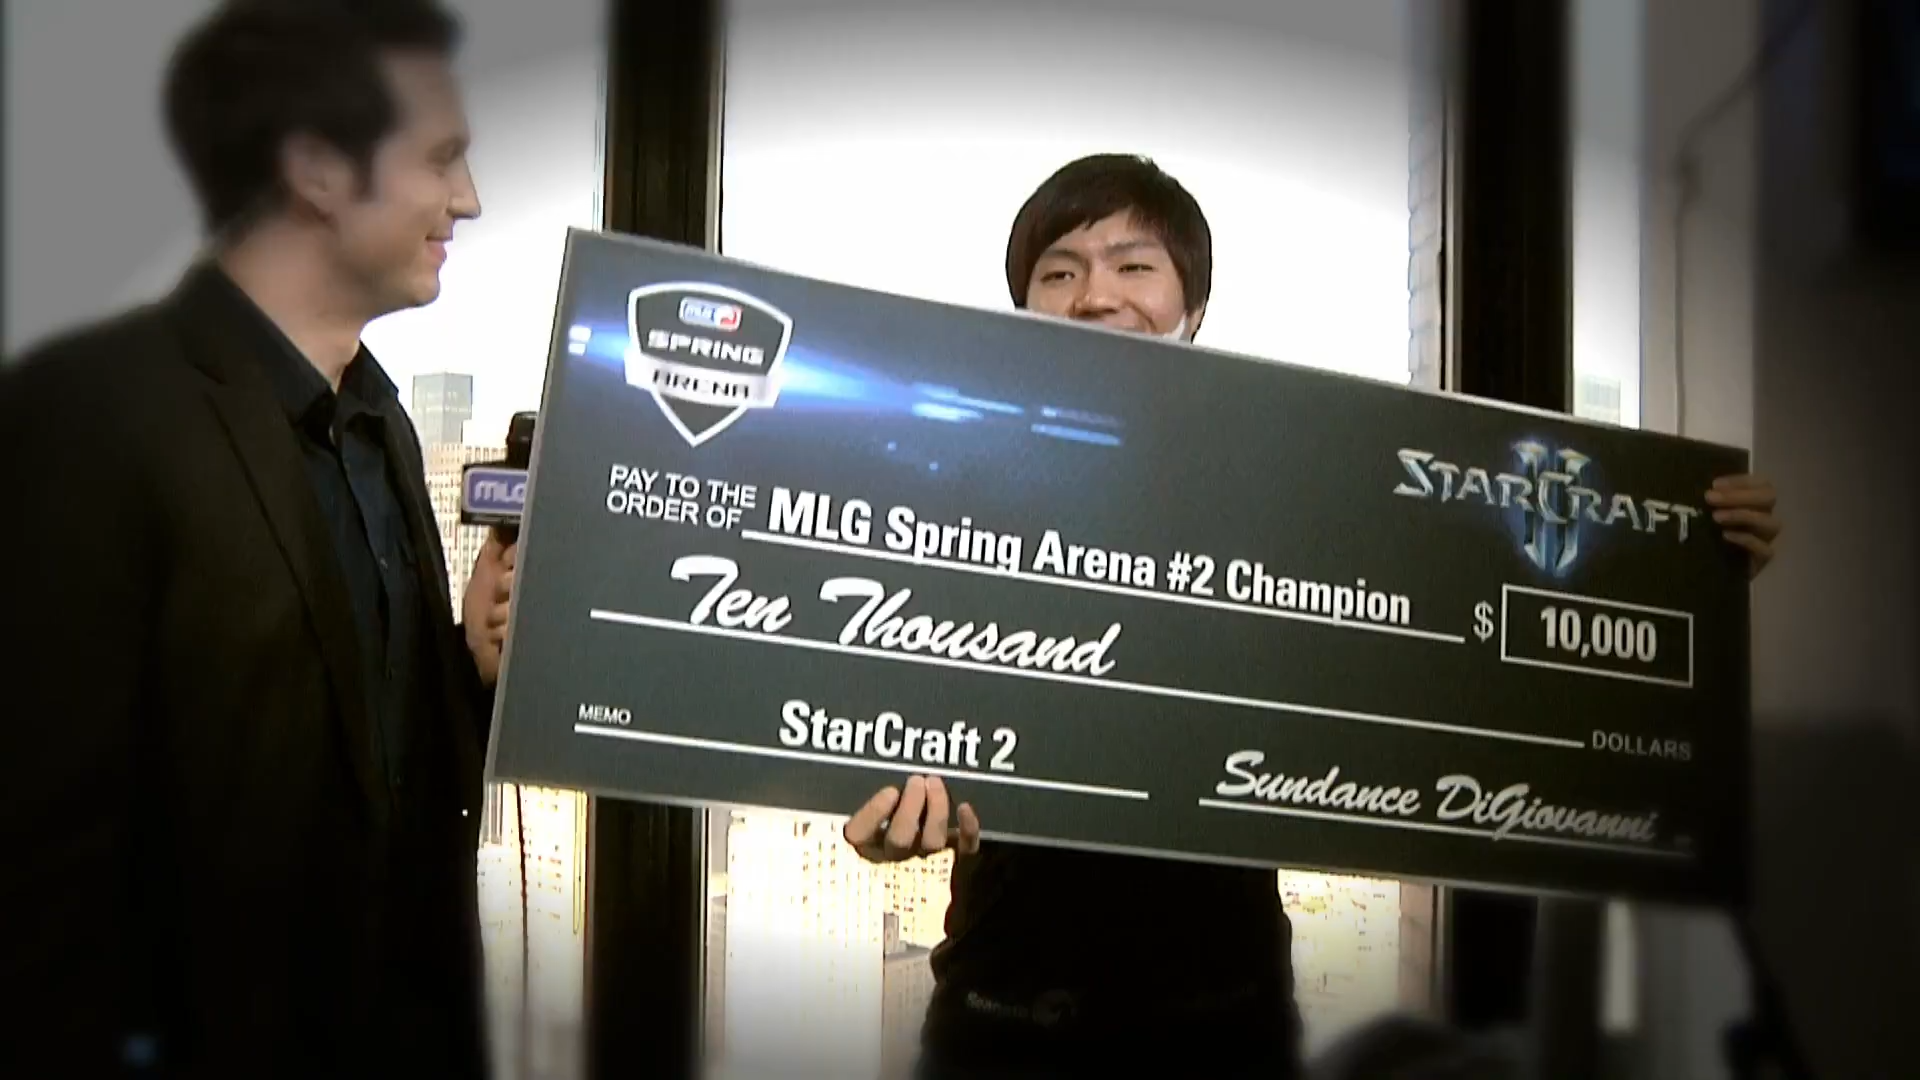 MLG
SPRING
ARENA
STARCRAFT
II
MLG
PAY TO THE
ORDER OF MLG Spring Arena #2 Champion
$ 10,000
Ten Thousand
DOLLARS
MEMO StarCraft 2
Sundance DiGiovanni